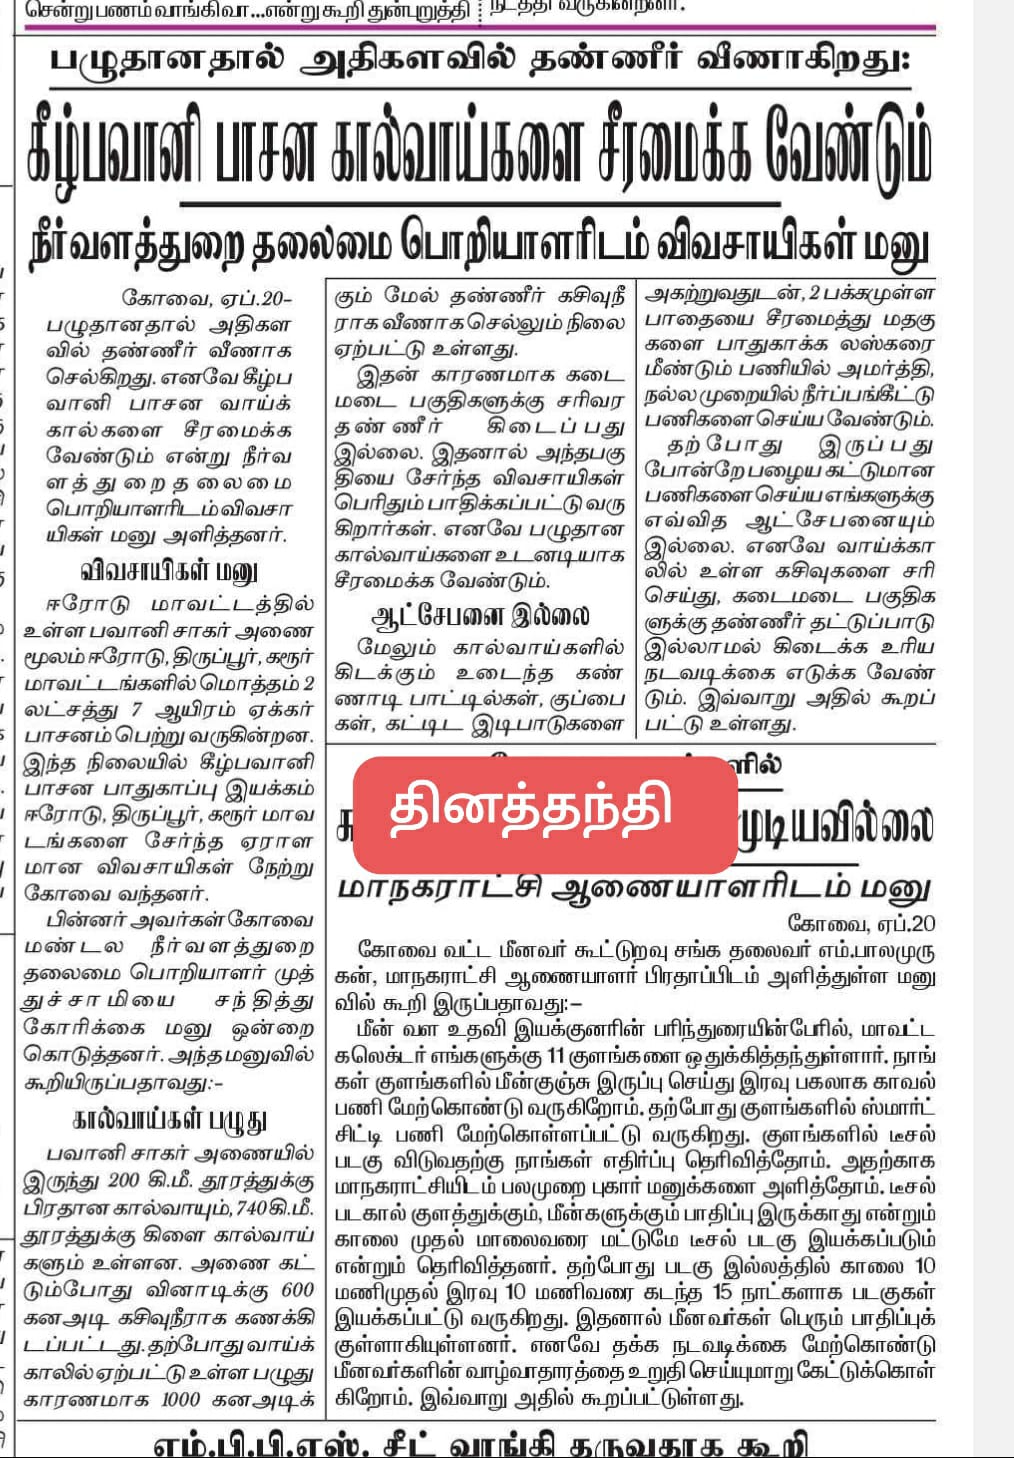 சென்று பணம் வாங்கிவா...என்று கூறி துன்புறுத்தி
நடத்தி வருகின்றனர்.
பழுதானதால் அதிகளவில் தண்ணீர் வீணாகிறது:
கீழ்பவானி பாசன கால்வாய்களை சீரமைக்க வேண்டும்
நீர்வளத்துறை தலைமை பொறியாளரிடம் விவசாயிகள் மனு
கோவை, ஏப்.20–
பழுதானதால் அதிகள
வில் தண்ணீர் வீணாக
செல்கிறது. எனவே கீழ்ப
வானி பாசன வாய்க்
கால்களை சீரமைக்க
வேண்டும் என்று நீர்வ
ளத்துறைதலைமை
பொறியாளரிடம் விவசா
யிகள் மனு அளித்தனர்.
விவசாயிகள் மனு
ஈரோடு மாவட்டத்தில்
உள்ள பவானி சாகர் அணை
மூலம் ஈரோடு, திருப்பூர், கரூர்
மாவட்டங்களில் மொத்தம் 2
லட்சத்து 7 ஆயிரம் ஏக்கர்
பாசனம் பெற்று வருகின்றன.
இந்த நிலையில் கீழ்பவானி
பாசன பாதுகாப்பு இயக்கம்
ஈரோடு, திருப்பூர், கரூர் மாவ
டங்களை சேர்ந்த ஏராள
மான விவசாயிகள் நேற்று
கோவை வந்தனர்.
பின்னர் அவர்கள் கோவை
மண்டல நீர்வளத்துறை
தலைமை பொறியாளர் முத்
துச்சாமியை சந்தித்து
கோரிக்கை மனு ஒன்றை
கொடுத்தனர். அந்த மனுவில்
கூறியிருப்பதாவது:–
கால்வாய்கள் பழுது
பவானி சாகர் அணையில்
இருந்து 200 கி.மீ. தூரத்துக்கு
பிரதான கால்வாயும், 740கி.மீ.
தூரத்துக்கு கிளை கால்வாய்
களும் உள்ளன. அணை கட்
டும்போது வினாடிக்கு 600
கனஅடி கசிவுநீராக கணக்கி
டப்பட்டது. தற்போது வாய்க்
காலில் ஏற்பட்டு உள்ள பழுது
காரணமாக 1000 கனஅடிக்
கும் மேல் தண்ணீர் கசிவுநீ
ராக வீணாக செல்லும் நிலை
ஏற்பட்டு உள்ளது.
இதன் காரணமாக கடை
மடை பகுதிகளுக்கு சரிவர
தண்ணீர் கிடைப்பது
இல்லை. இதனால் அந்தபகு
தியை சேர்ந்த விவசாயிகள்
பெரிதும் பாதிக்கப்பட்டு வரு
கிறார்கள். எனவே பழுதான
கால்வாய்களை உடனடியாக
சீரமைக்க வேண்டும்.
ஆட்சேபனை இல்லை
மேலும் கால்வாய்களில்
கிடக்கும் உடைந்த கண்
ணாடி பாட்டில்கள், குப்பை
கள், கட்டிட இடிபாடுகளை
அகற்றுவதுடன், 2 பக்கமுள்ள
பாதையை சீரமைத்து மதகு
களை பாதுகாக்க லஸ்கரை
மீண்டும் பணியில் அமர்த்தி,
நல்ல முறையில் நீர்ப்பங்கீட்டு
பணிகளை செய்ய வேண்டும்.
தற்போது இருப்பது
போன்றே பழைய கட்டுமான
பணிகளை செய்ய எங்களுக்கு
எவ்வித ஆட்சேபனையும்
இல்லை. எனவே வாய்க்கா
லில் உள்ள கசிவுகளை சரி
செய்து, கடைமடை பகுதிக
ளுக்கு தண்ணீர் தட்டுப்பாடு
இல்லாமல் கிடைக்க உரிய
நடவடிக்கை எடுக்க வேண்
டும். இவ்வாறு அதில் கூறப்
பட்டு உள்ளது.
ளில்
தினத்தந்தி
முடியவில்லை
மாநகராட்சி ஆணையாளரிடம் மனு
கோவை, ஏப்.20
கோவை வட்ட மீனவர் கூட்டுறவு சங்க தலைவர் எம்.பாலமுரு
கன், மாநகராட்சி ஆணையாளர் பிரதாப்பிடம் அளித்துள்ள மனு
வில் கூறி இருப்பதாவது:–
மீன் வள உதவி இயக்குனரின் பரிந்துரையின்பேரில், மாவட்ட
கலெக்டர் எங்களுக்கு 11 குளங்களை ஒதுக்கித்தந்துள்ளார். நாங்
கள் குளங்களில் மீன்குஞ்சு இருப்பு செய்து இரவு பகலாக காவல்
பணி மேற்கொண்டு வருகிறோம். தற்போது குளங்களில் ஸ்மார்ட்
சிட்டி பணி மேற்கொள்ளப்பட்டு வருகிறது. குளங்களில் டீசல்
படகு விடுவதற்கு நாங்கள் எதிர்ப்பு தெரிவித்தோம். அதற்காக
மாநகராட்சியிடம் பலமுறை புகார் மனுக்களை அளித்தோம். டீசல்
படகால் குளத்துக்கும், மீன்களுக்கும் பாதிப்பு இருக்காது என்றும்
காலை முதல் மாலைவரை மட்டுமே டீசல் படகு இயக்கப்படும்
என்றும் தெரிவித்தனர். தற்போது படகு இல்லத்தில் காலை 10
மணிமுதல் இரவு 10 மணிவரை கடந்த 15 நாட்களாக படகுகள்
இயக்கப்பட்டு வருகிறது. இதனால் மீனவர்கள் பெரும் பாதிப்புக்
குள்ளாகியுள்ளனர். எனவே தக்க நடவடிக்கை மேற்கொண்டு
மீனவர்களின் வாழ்வாதாரத்தை உறுதி செய்யுமாறு கேட்டுக்கொள்
கிறோம். இவ்வாறு அதில் கூறப்பட்டுள்ளது.
எம்.பி.பி.எஸ். சீட் வாங்கி தருவதாக கூறி